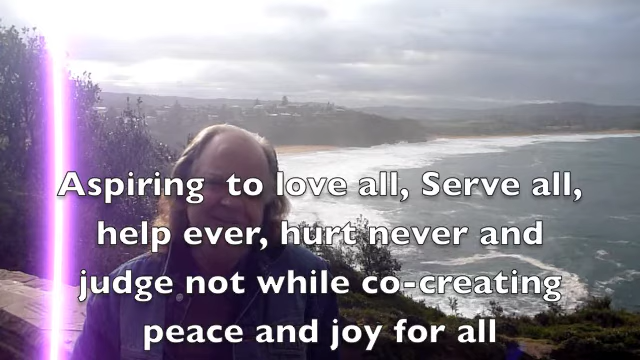 Aspiring  to love all, Serve all,
help ever, hurt never and
judge not while co-creating
peace and joy for all